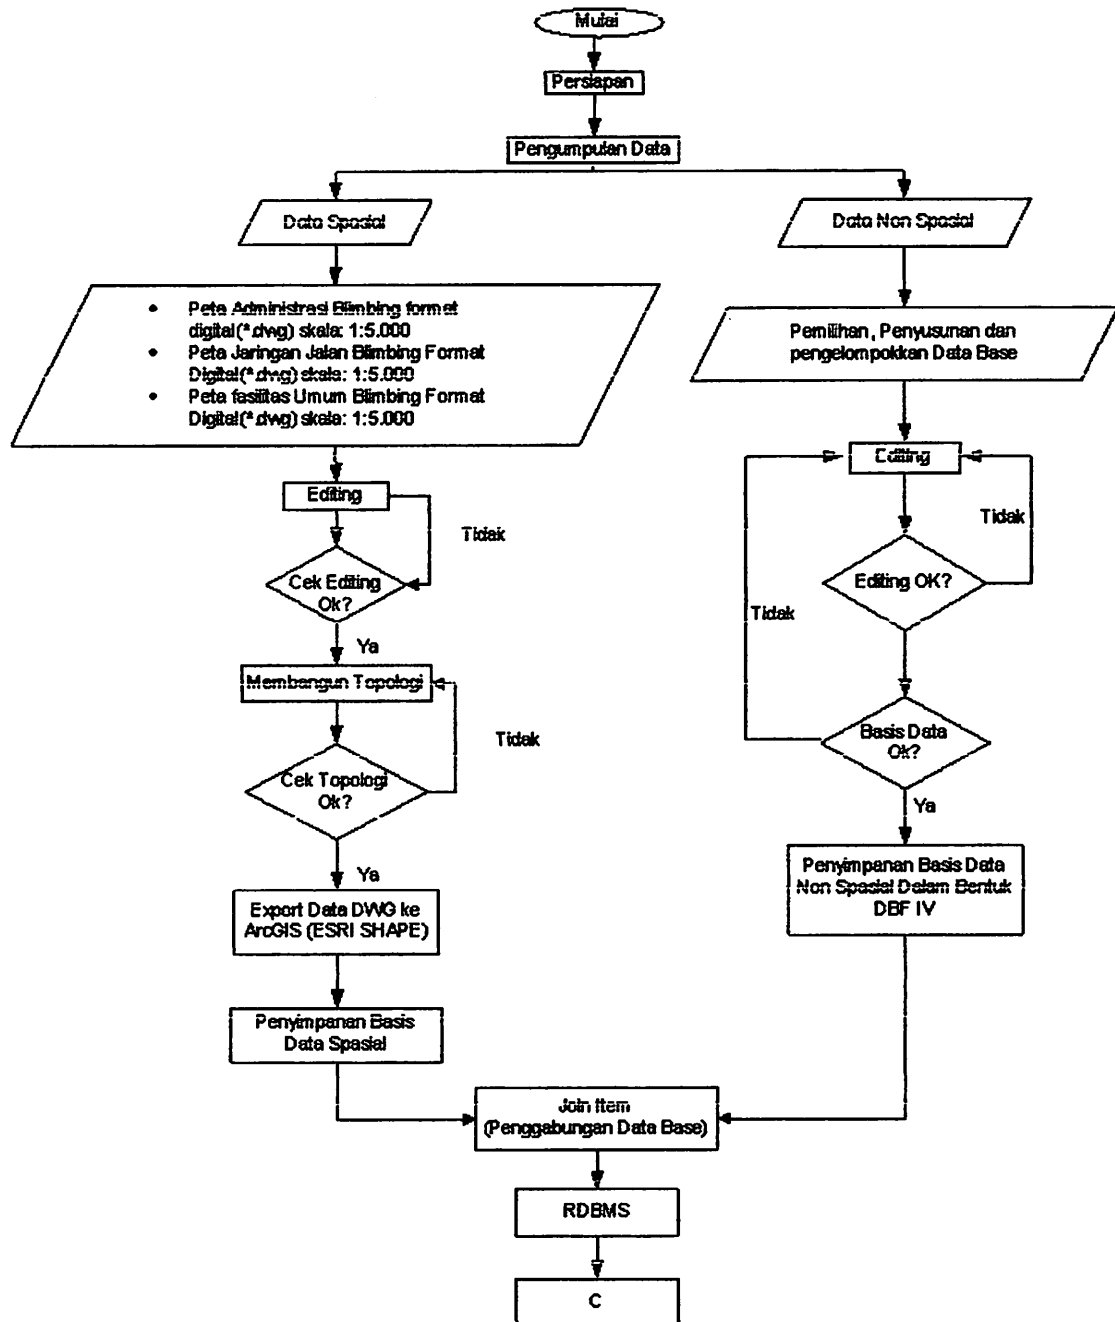 Mulai
Persiapan
Pengumpulan Data
Data Spasial
Data Non Spasial
• Peta Administrasi Blimbing format
digital(*.dwg) skala: 1:5.000
• Peta Jaringan Jalan Blimbing Format
Digital(*.dwg) skala: 1:5.000
• Peta fasilitas Umum Blimbing Format
Digital(*.dwg) skala: 1:5.000
Pemilihan, Penyusunan dan
pengelompokkan Data Base
Editing
Tidak
Cek Editing
Ok?
Ya
Membangun Topologi
Tidak
Cek Topologi
Ok?
Ya
Export Data DWG ke
ArcGIS (ESRI SHAPE)
Penyimpanan Basis
Data Spasial
Editing
Tidak
Editing OK?
Tidak
Basis Data
Ok?
Ya
Penyimpanan Basis Data
Non Spasial Dalam Bentuk
DBF IV
Join Item
(Penggabungan Data Base)
RDBMS
C